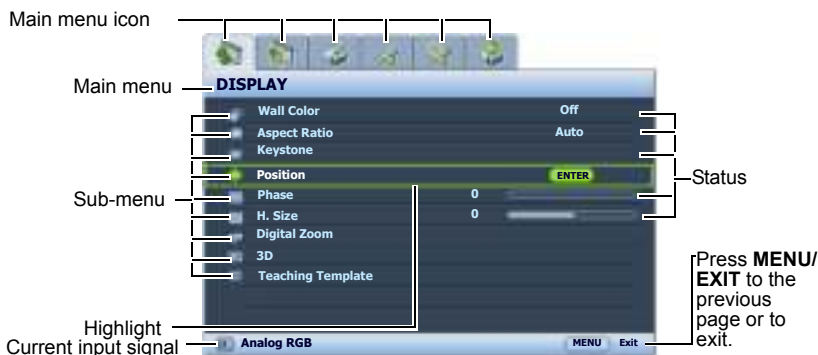 Main menu icon
Main menu
DISPLAY
Wall Color Off
Aspect Ratio Auto
Keystone
Position ENTER
Status
Sub-menu
Phase 0
H. Size 0
Digital Zoom
3D
Teaching Template
Press MENU/
EXIT to the
previous
page or to
exit.
Highlight
Current input signal
Analog RGB
MENU Exit